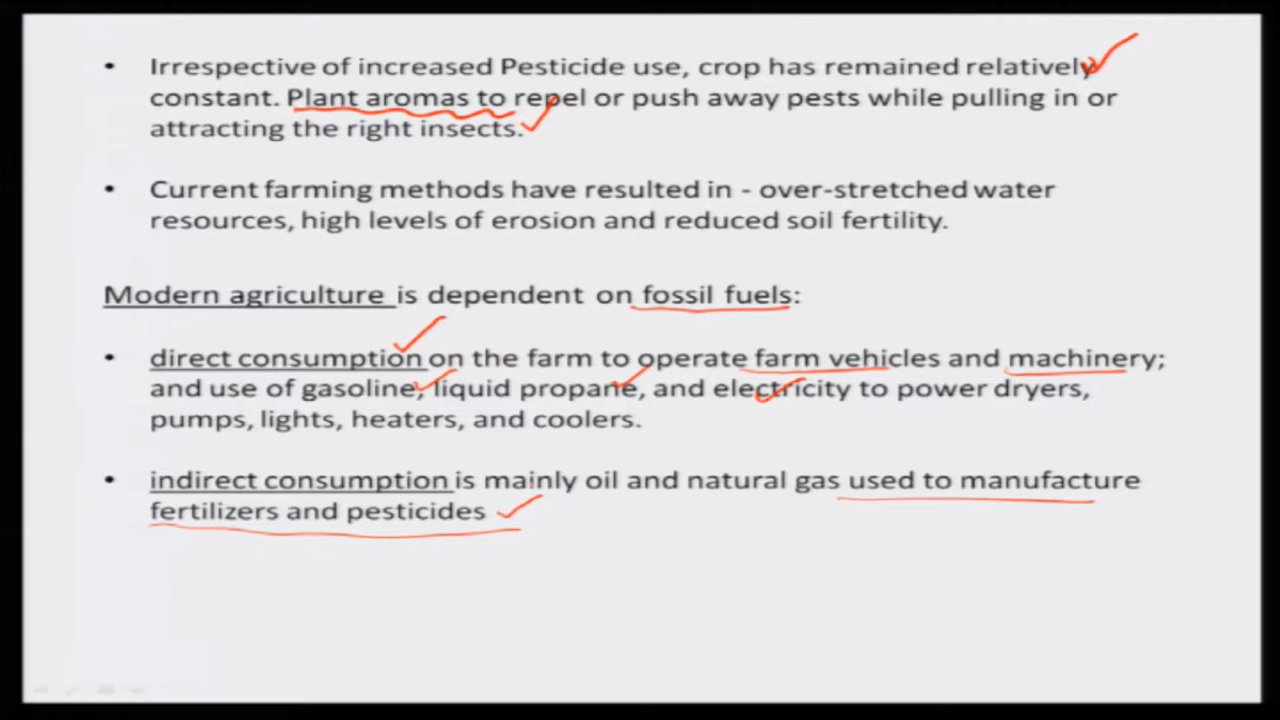 • Irrespective of increased Pesticide use, crop has remained relatively
constant. Plant aromas to repel or push away pests while pulling in or
attracting the right insects.
• Current farming methods have resulted in - over-stretched water
resources, high levels of erosion and reduced soil fertility.
Modern agriculture is dependent on fossil fuels:
• direct consumption on the farm to operate farm vehicles and machinery;
and use of gasoline, liquid propane, and electricity to power dryers,
pumps, lights, heaters, and coolers.
• indirect consumption is mainly oil and natural gas used to manufacture
fertilizers and pesticides